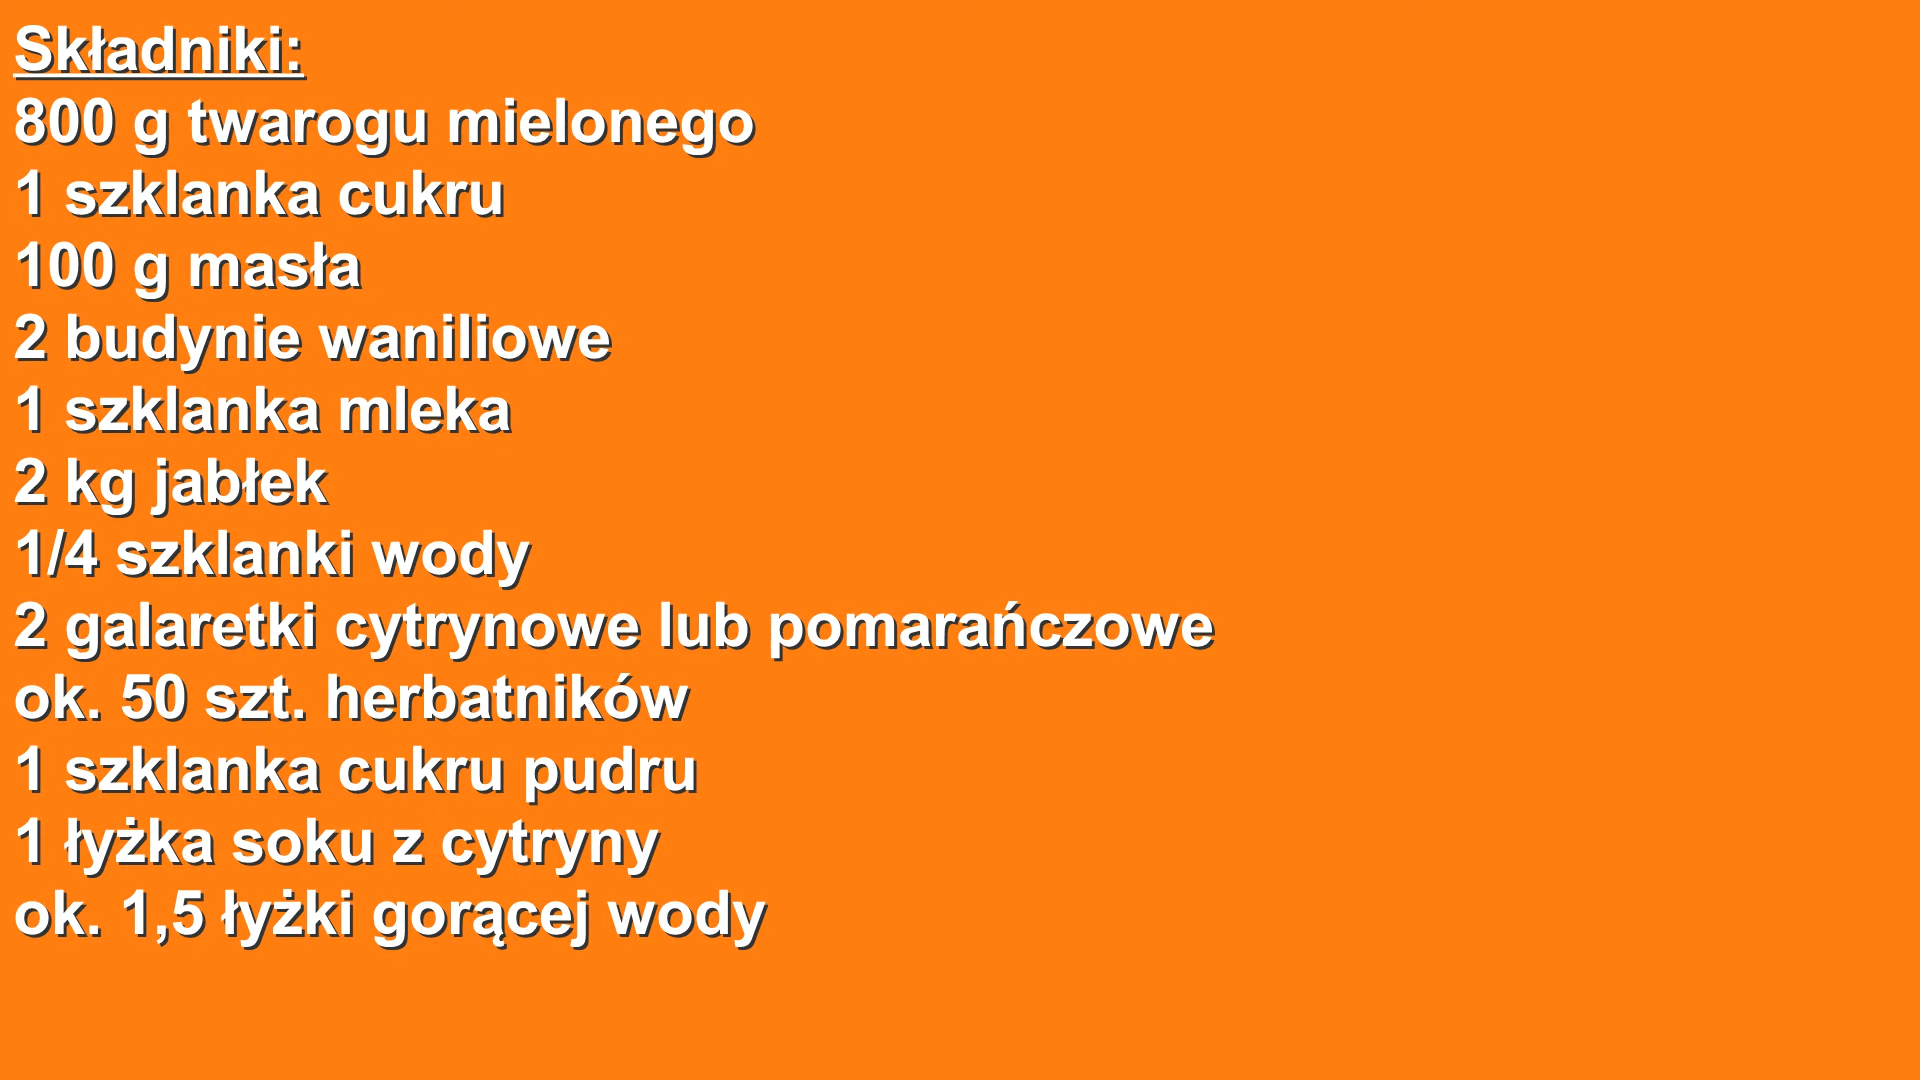 Składniki:
800 g twarogu mielonego
1 szklanka cukru
100 g masła
2 budynie waniliowe
1 szklanka mleka
2 kg jabłek
1/4 szklanki wody
2 galaretki cytrynowe lub pomarańczowe
ok. 50 szt. herbatników
1 szklanka cukru pudru
1 łyżka soku z cytryny
ok. 1,5 łyżki gorącej wody